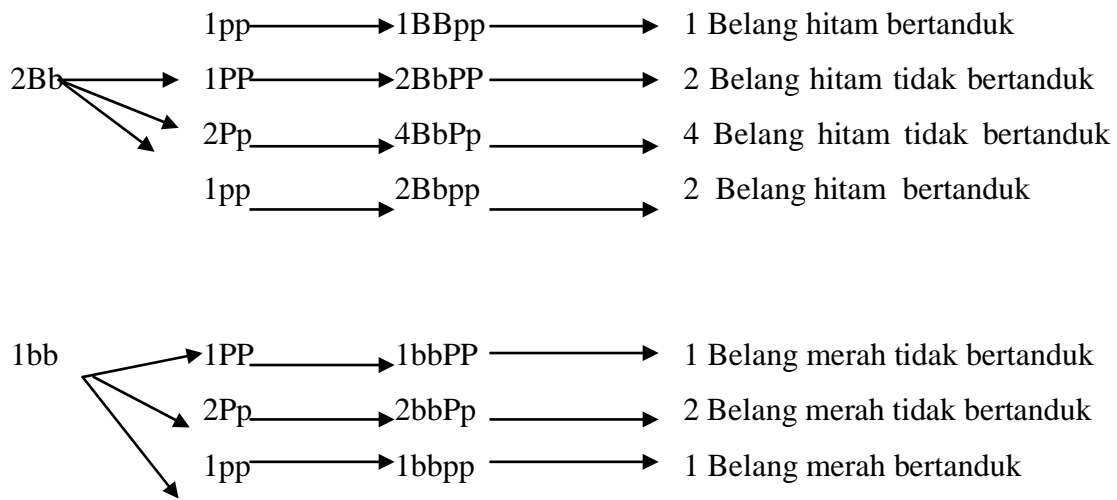 1pp 1BBpp 1 Belang hitam bertanduk
2Bb 1PP 2BbPP 2 Belang hitam tidak bertanduk
2Pp 4BbPp 4 Belang hitam tidak bertanduk
1pp 2Bbpp 2 Belang hitam bertanduk
1bb 1PP 1bbPP 1 Belang merah tidak bertanduk
2Pp 2bbPp 2 Belang merah tidak bertanduk
1pp 1bbpp 1 Belang merah bertanduk